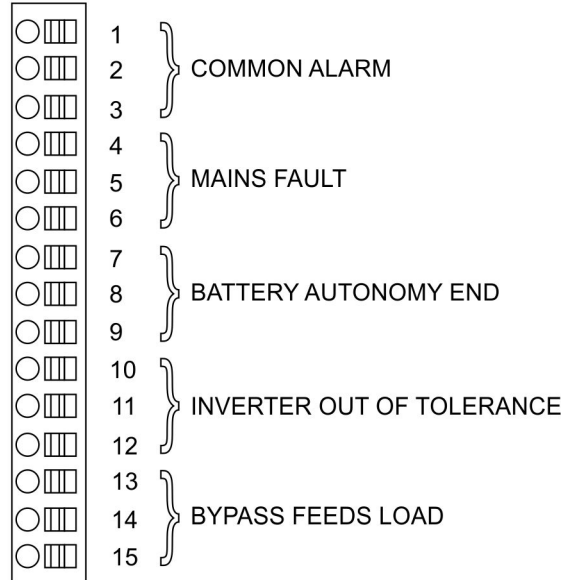 1
2 COMMON ALARM
3
4
5 MAINS FAULT
6
7
8 BATTERY AUTONOMY END
9
10
11 INVERTER OUT OF TOLERANCE
12
13
14 BYPASS FEEDS LOAD
15